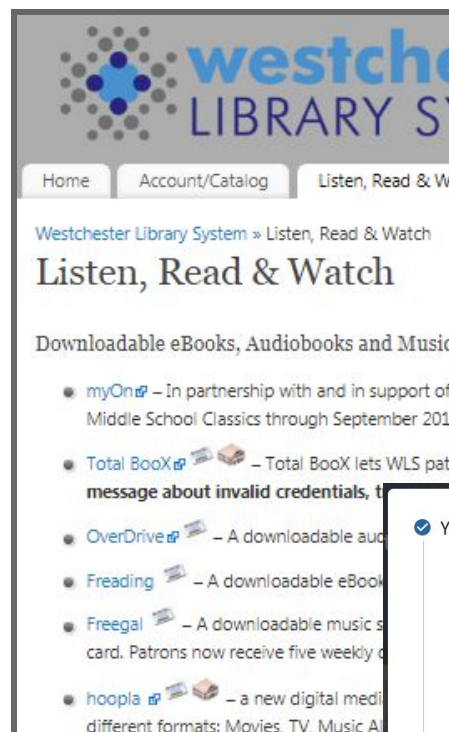 westch
LIBRARY S
Home Account/Catalog Listen, Read & W
Westchester Library System » Listen, Read & Watch
Listen, Read & Watch
Downloadable eBooks, Audiobooks and Music
myOn – In partnership with and in support of
Middle School Classics through September 201
Total BooX – Total BooX lets WLS pat
message about invalid credentials, t
OverDrive – A downloadable aud
Y
Freading – A downloadable eBook
Freegal – A downloadable music s
card. Patrons now receive five weekly d
hoopla – a new digital medi
different formats: Movies, TV, Music Al